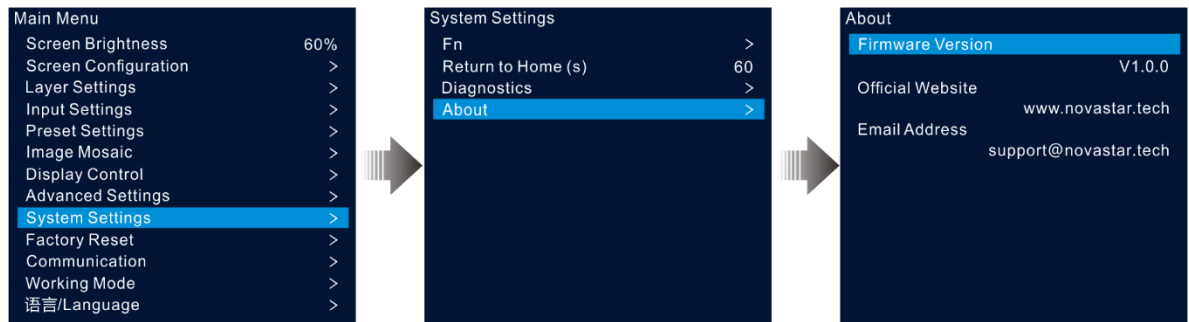 Main Menu
Screen Brightness 60%
Screen Configuration >
Layer Settings >
Input Settings >
Preset Settings >
Image Mosaic >
Display Control >
Advanced Settings >
System Settings >
Factory Reset >
Communication >
Working Mode >
语言/Language >
System Settings
Fn >
Return to Home (s) 60
Diagnostics >
About >
About
Firmware Version
V1.0.0
Official Website
www.novastar.tech
Email Address
support@novastar.tech